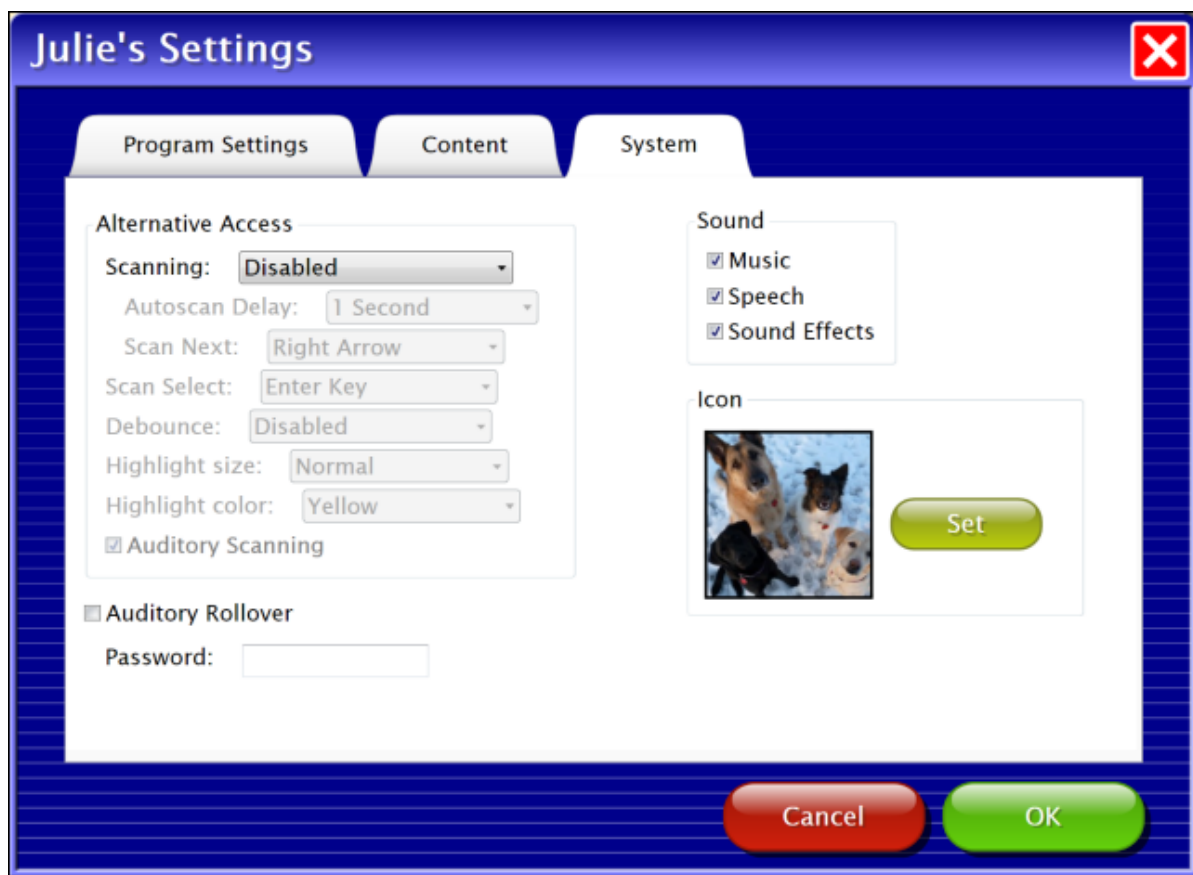 Julie's Settings
Program Settings
Content
System
Alternative Access
Scanning: Disabled
Autoscan Delay: 1 Second
Scan Next: Right Arrow
Scan Select: Enter Key
Debounce: Disabled
Highlight size: Normal
Highlight color: Yellow
Auditory Scanning
Auditory Rollover
Password:
Sound
Music
Speech
Sound Effects
Icon
Set
Cancel
OK